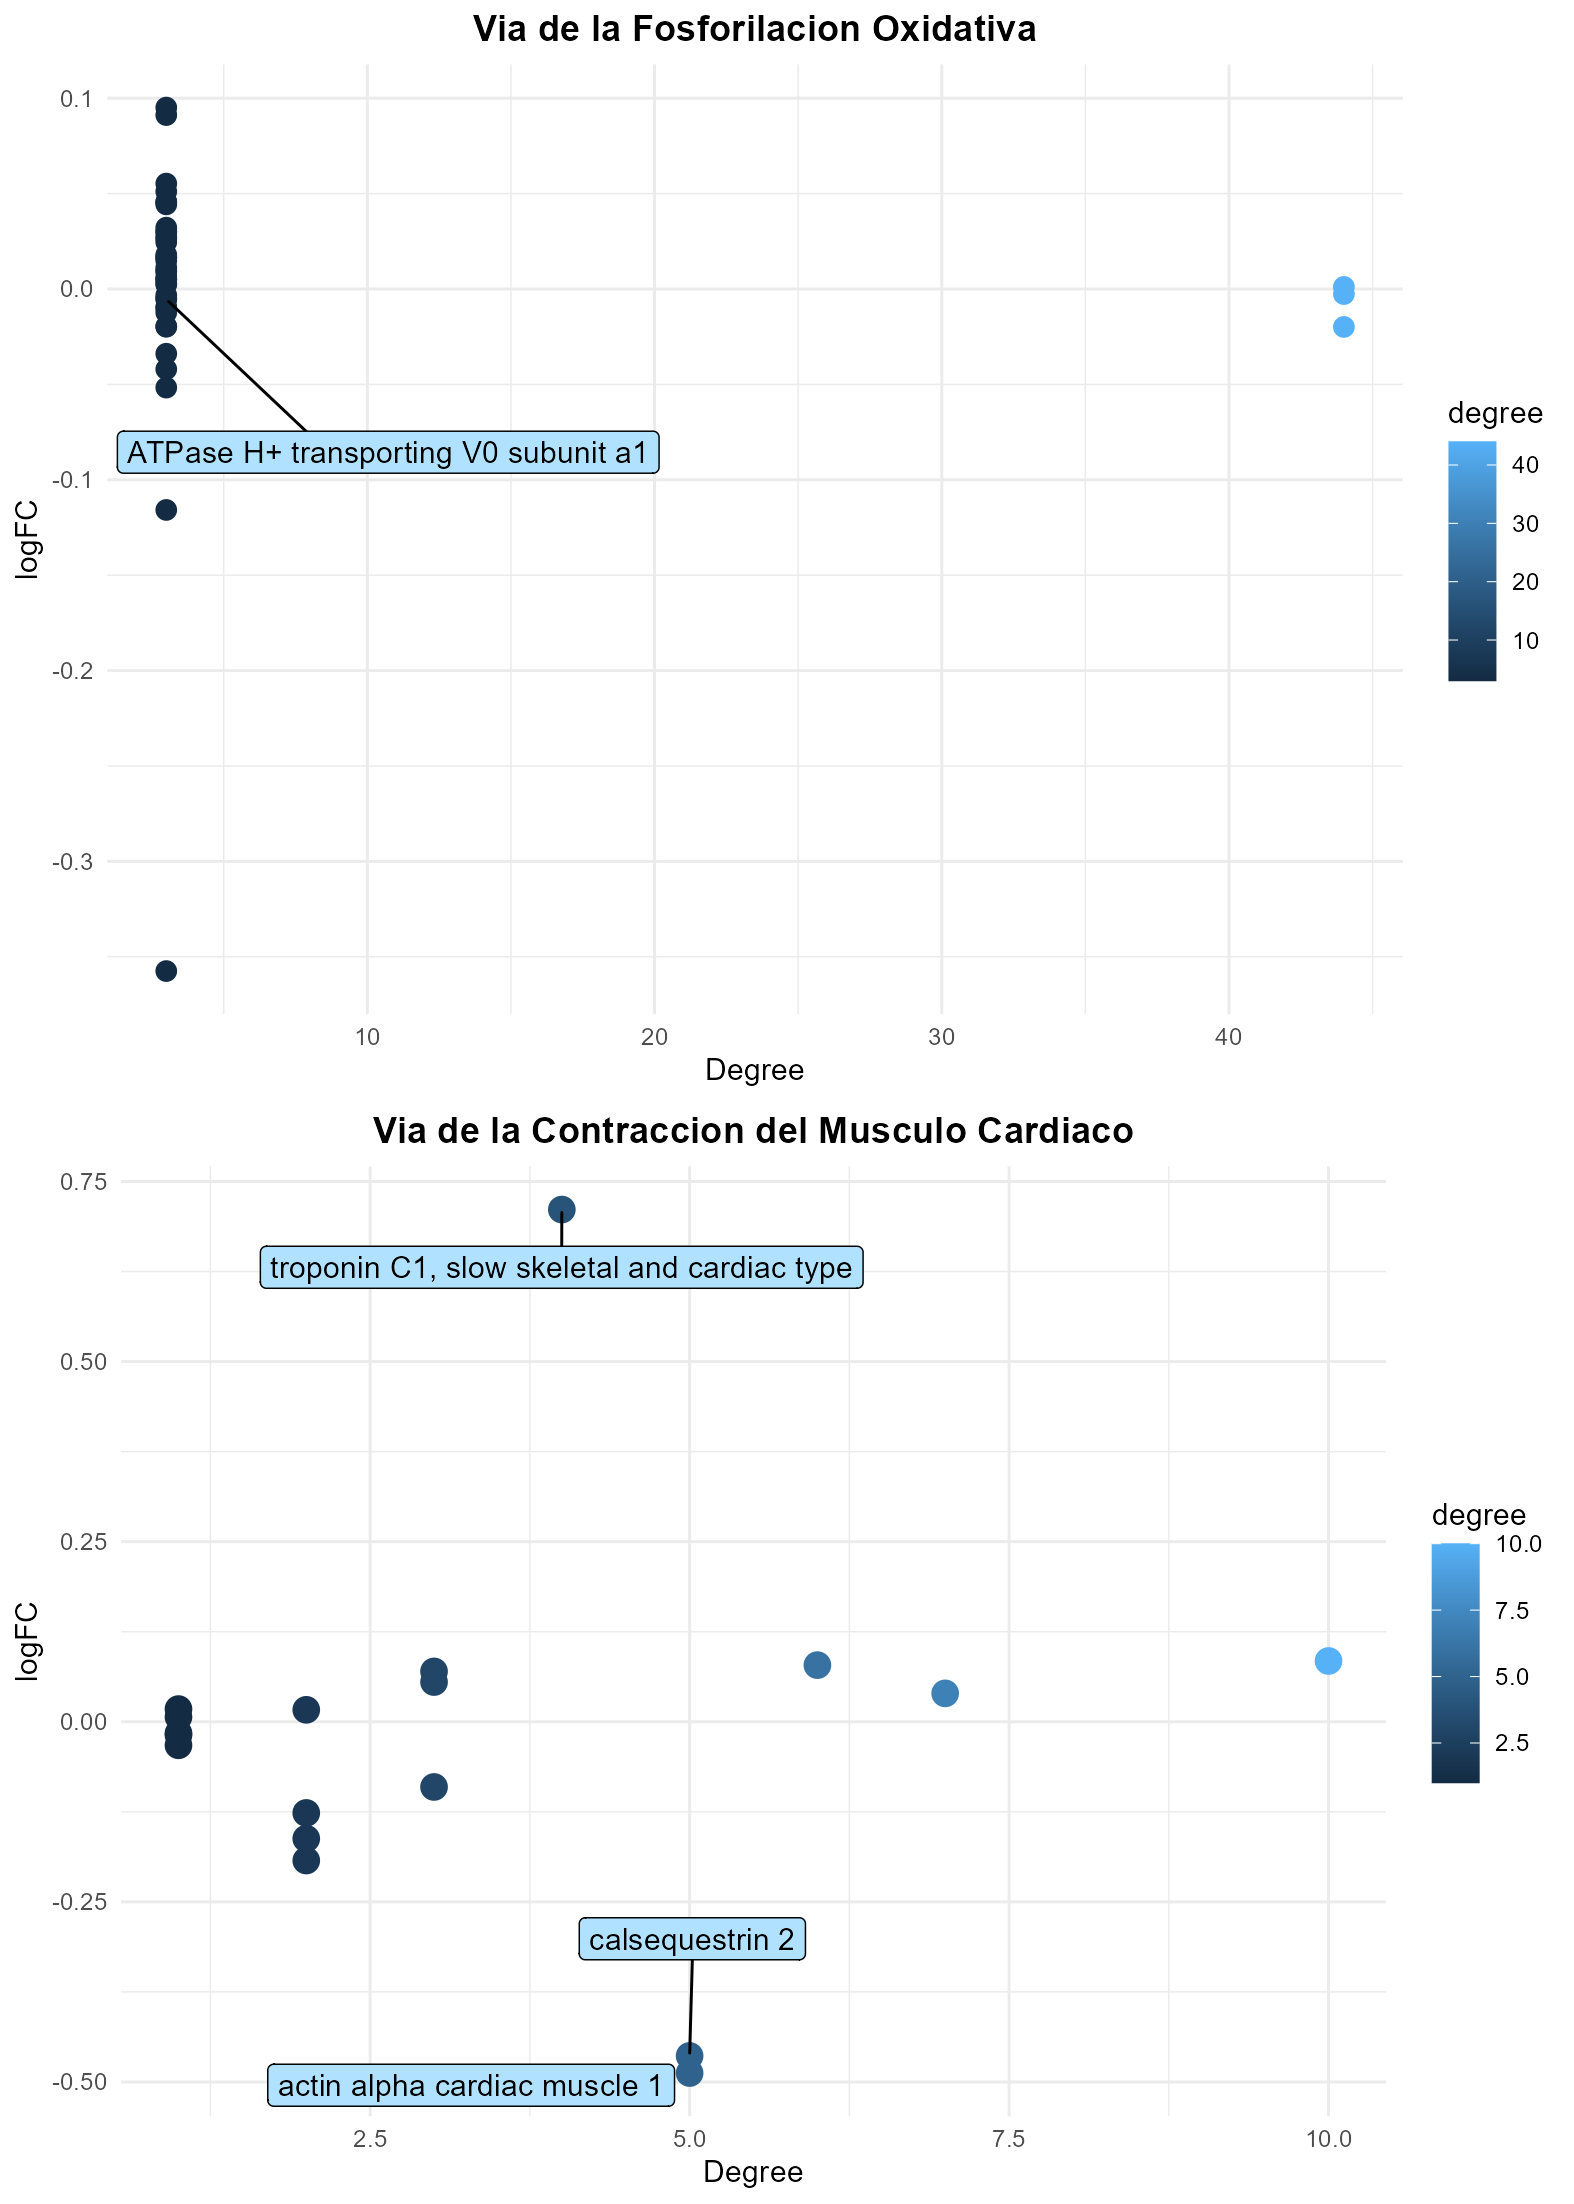 Via de la Fosforilacion Oxidativa
0.1
0.0
-0.1
-0.2
-0.3
logFC
ATPase H+ transporting V0 subunit a1
10
20
30
40
Degree
degree
40
30
20
10
Via de la Contraccion del Musculo Cardiaco
0.75
0.50
0.25
0.00
-0.25
-0.50
logFC
troponin C1, slow skeletal and cardiac type
calsequestrin 2
actin alpha cardiac muscle 1
2.5
5.0
7.5
10.0
Degree
degree
10.0
7.5
5.0
2.5